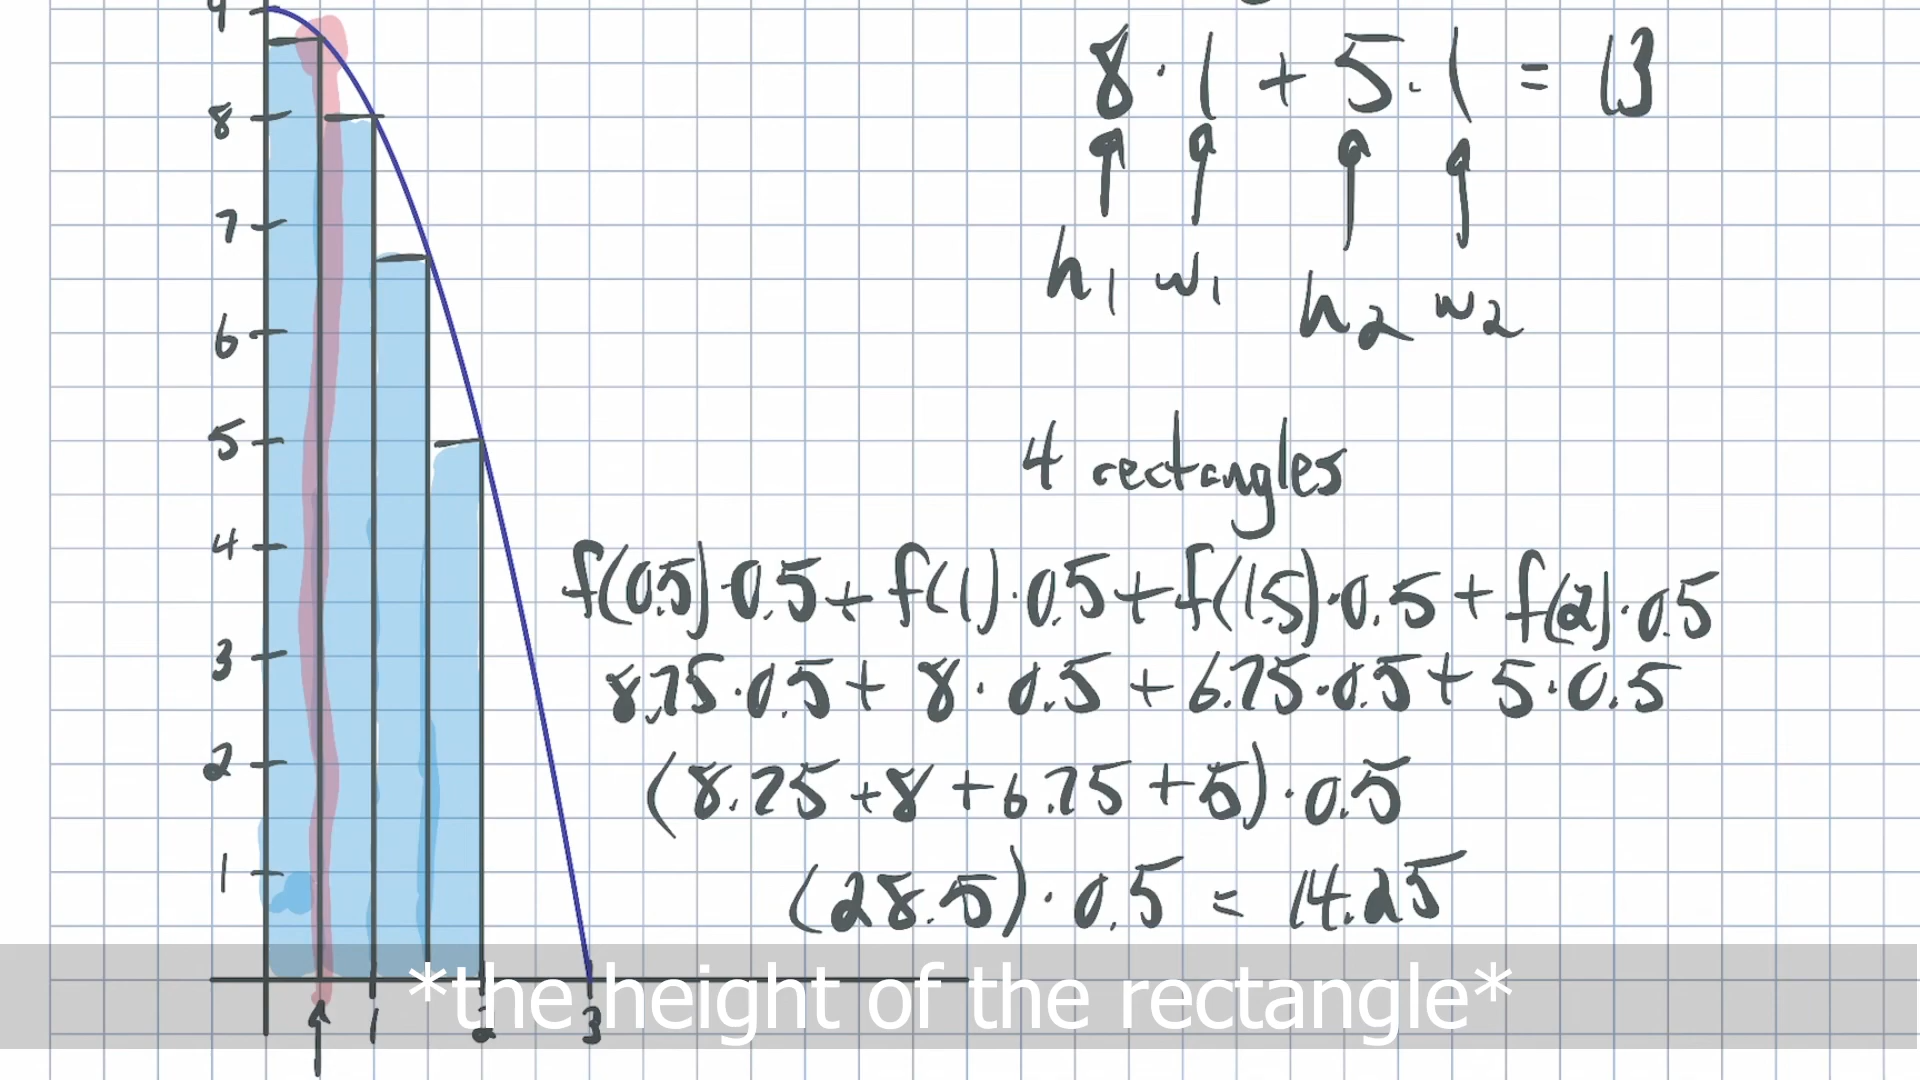 9
8 · 1 + 5 · 1 = 13
8
7
h1 w1 h2 w2
6
5
4 rectangles
4
f(0.5)·0.5 + f(1)·0.5 + f(1.5)·0.5 + f(2)·0.5
3
8.75·0.5 + 8·0.5 + 6.75·0.5 + 5·0.5
2
(8.75 + 8 + 6.75 + 5)·0.5
1
(28.5)·0.5 = 14.25
*the height of the rectangle*
1 2 3